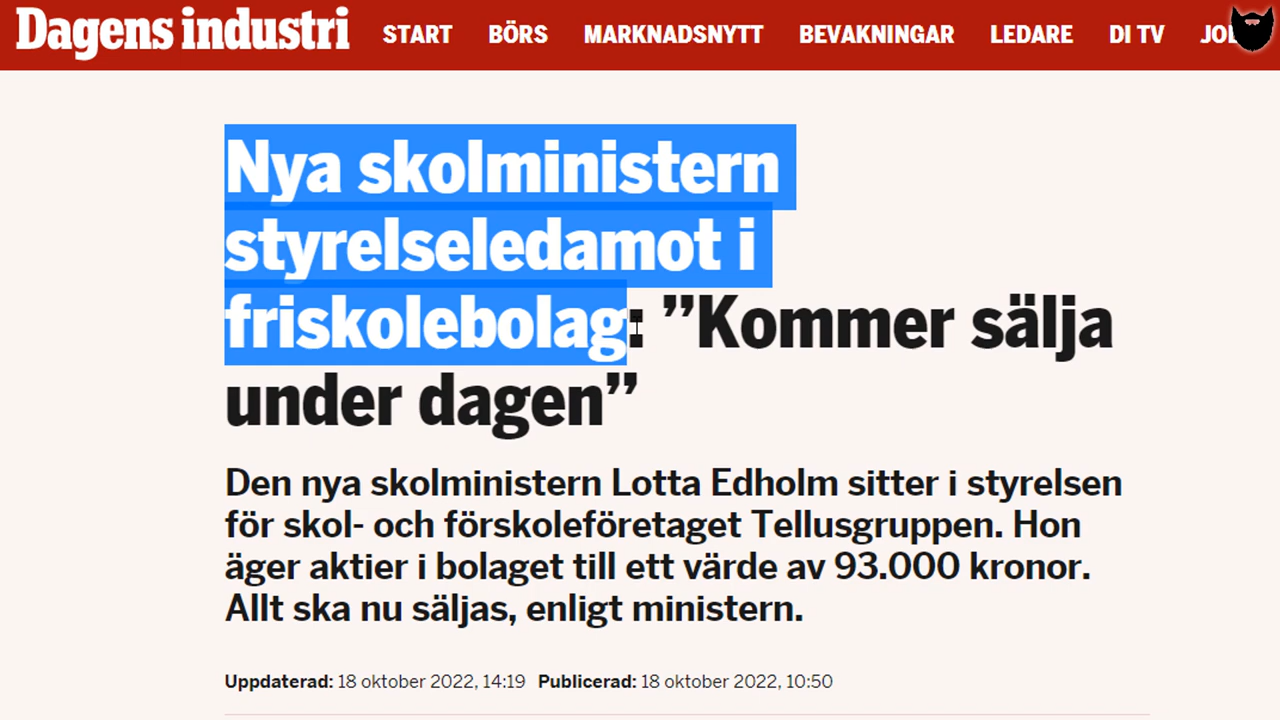 Dagens industri START BÖRS MARKNADSNYTT BEVAKNINGAR LEDARE DI TV
Nya skolministern
styrelseledamot i
friskolebolag: ”Kommer sälja
under dagen”
Den nya skolministern Lotta Edholm sitter i styrelsen
för skol- och förskoleföretaget Tellusgruppen. Hon
äger aktier i bolaget till ett värde av 93.000 kronor.
Allt ska nu säljas, enligt ministern.
Uppdaterad: 18 oktober 2022, 14:19 Publicerad: 18 oktober 2022, 10:50